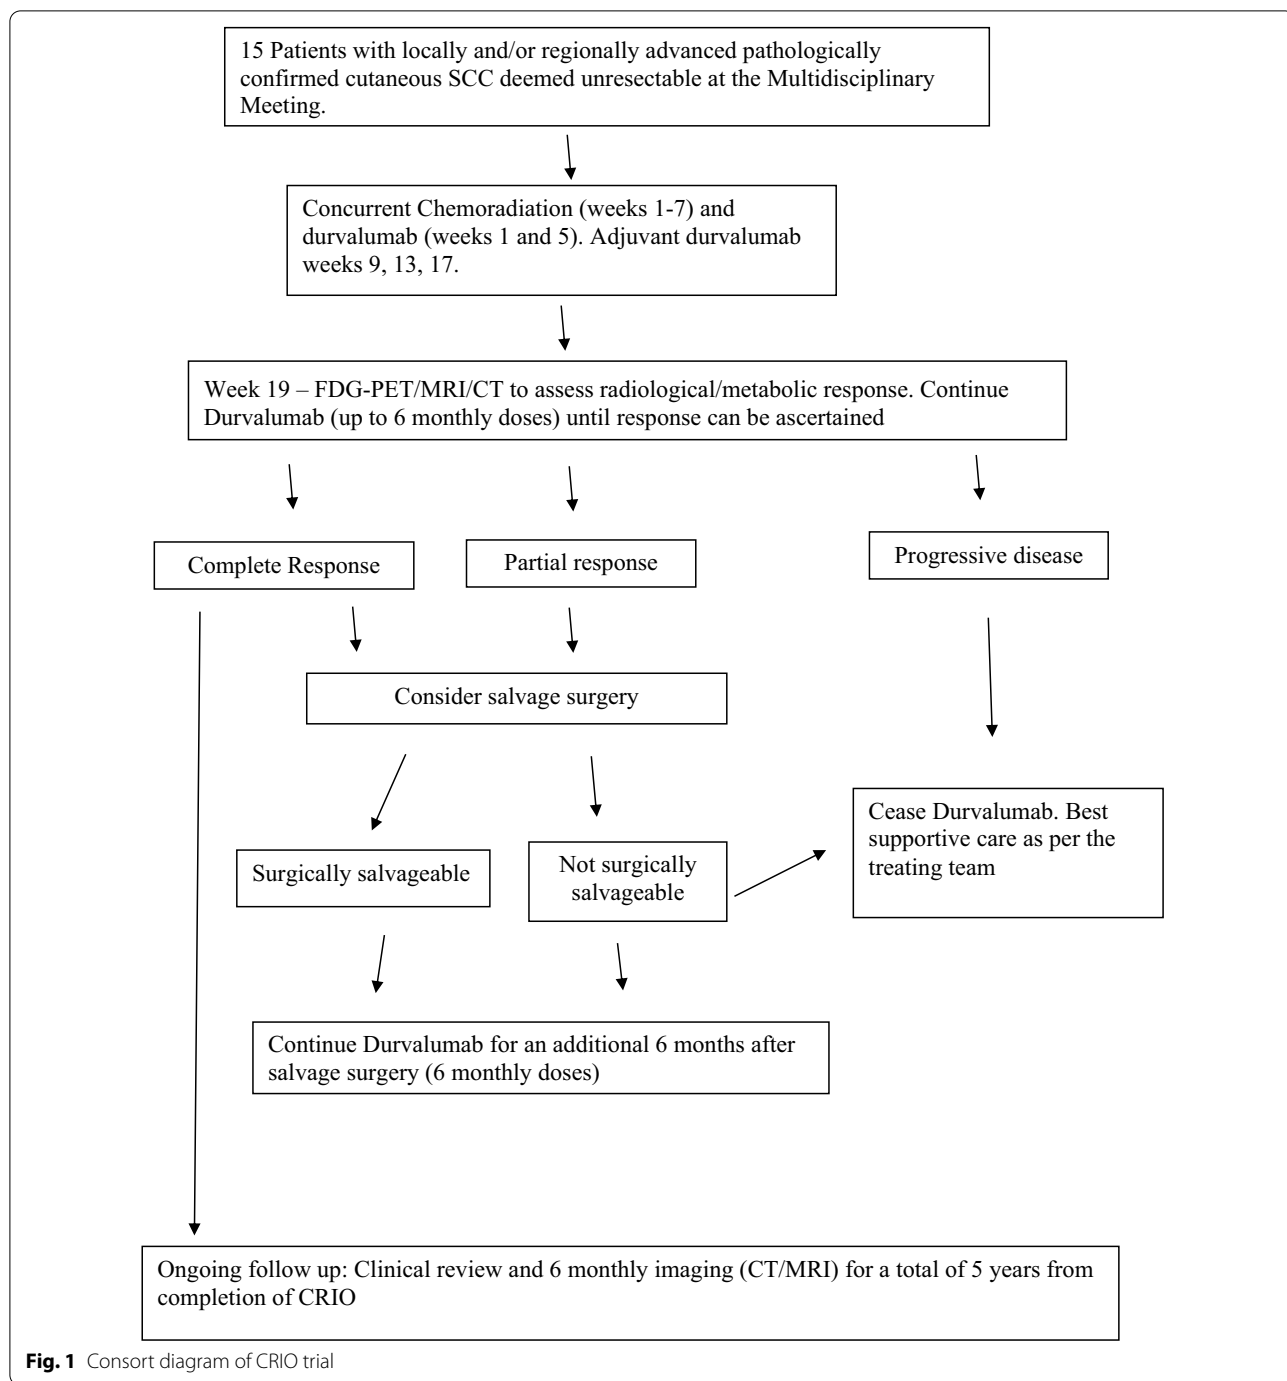 15 Patients with locally and/or regionally advanced pathologically
confirmed cutaneous SCC deemed unresectable at the Multidisciplinary
Meeting.
Concurrent Chemoradiation (weeks 1-7) and
durvalumab (weeks 1 and 5). Adjuvant durvalumab
weeks 9, 13, 17.
Week 19 – FDG-PET/MRI/CT to assess radiological/metabolic response. Continue
Durvalumab (up to 6 monthly doses) until response can be ascertained
Complete Response
Partial response
Progressive disease
Consider salvage surgery
Surgically salvageable
Not surgically
salvageable
Cease Durvalumab. Best
supportive care as per the
treating team
Continue Durvalumab for an additional 6 months after
salvage surgery (6 monthly doses)
Ongoing follow up: Clinical review and 6 monthly imaging (CT/MRI) for a total of 5 years from
completion of CRIO
Fig. 1 Consort diagram of CRIO trial